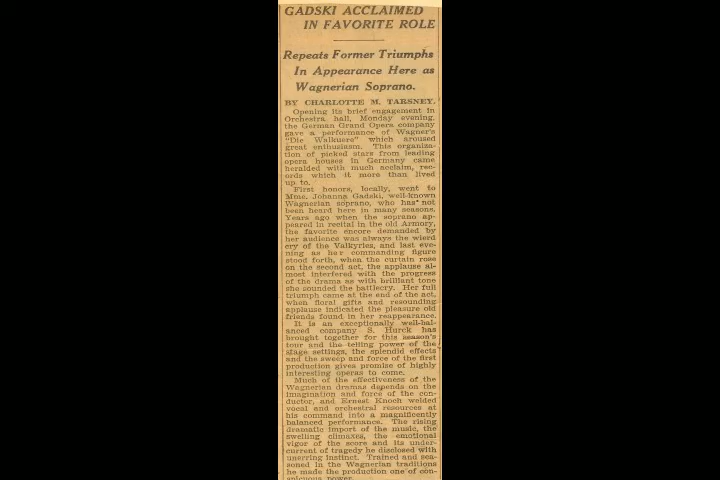 GADSKI ACCLAIMED
IN FAVORITE ROLE
Repeats Former Triumphs
In Appearance Here as
Wagnerian Soprano.
BY CHARLOTTE M. TARSNEY.
Opening its brief engagement in
Orchestra hall, Monday evening,
the German Grand Opera company
gave a performance of Wagner's
"Die Walkuere" which aroused
great enthusiasm. This organiza-
tion of picked stars from leading
opera houses in Germany came
heralded with much acclaim, rec-
ords which it more than lived
up to.
First honors, locally, went to
Mme. Johanna Gadski, well-known
Wagnerian soprano, who has not
been heard here in many seasons.
Years ago when the soprano ap-
peared in recital in the old Armory,
the favorite encore demanded by
her audience was always the wierd
cry of the Valkyries, and last eve-
ning as her commanding figure
stood forth, when the curtain rose
on the second act, the applause al-
most interfered with the progress
of the drama as with brilliant tone
she sounded the battlecry. Her full
triumph came at the end of the act,
when floral gifts and resounding
applause indicated the pleasure old
friends found in her reappearance.
It is an exceptionally well-bal-
anced company S. Hurck has
brought together for this season's
tour and the telling power of the
stage settings, the splendid effects
and the sweep and force of the first
production gives promise of highly
interesting operas to come.
Much of the effectiveness of the
Wagnerian dramas depends on the
imagination and force of the con-
ductor, and Ernest Knoch welded
vocal and orchestral resources at
his command into a magnificently
balanced performance. The rising
dramatic import of the music, the
swelling climaxes, the emotional
vigor of the score and its under-
current of tragedy he disclosed with
unerring instinct. Trained and sea-
soned in the Wagnerian traditions
he made the production one of con-
spicuous power.